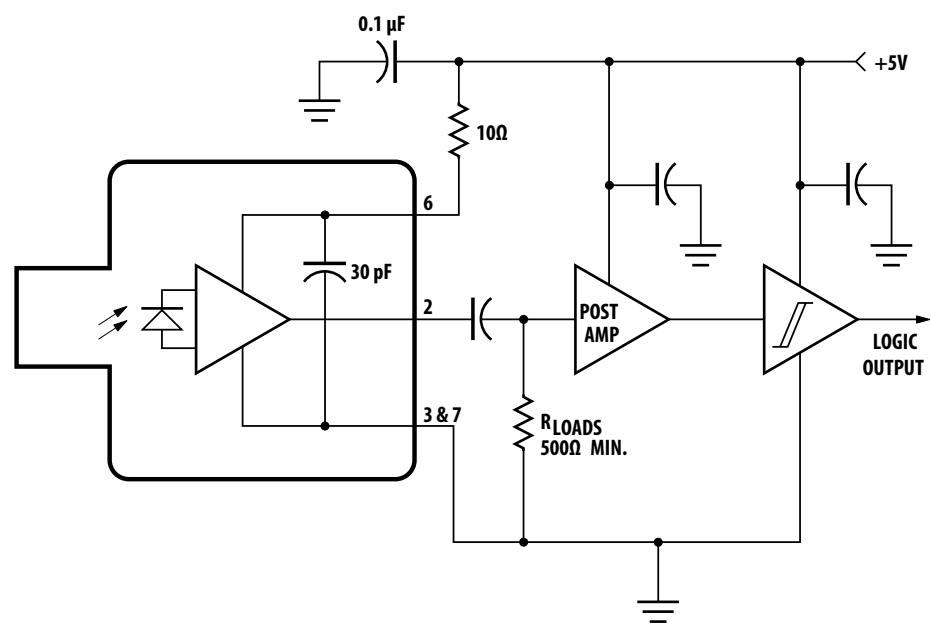 0.1 µF
+5V
10Ω
6
30 pF
2
POST
AMP
LOGIC
OUTPUT
3 & 7
RLOADS
500Ω MIN.